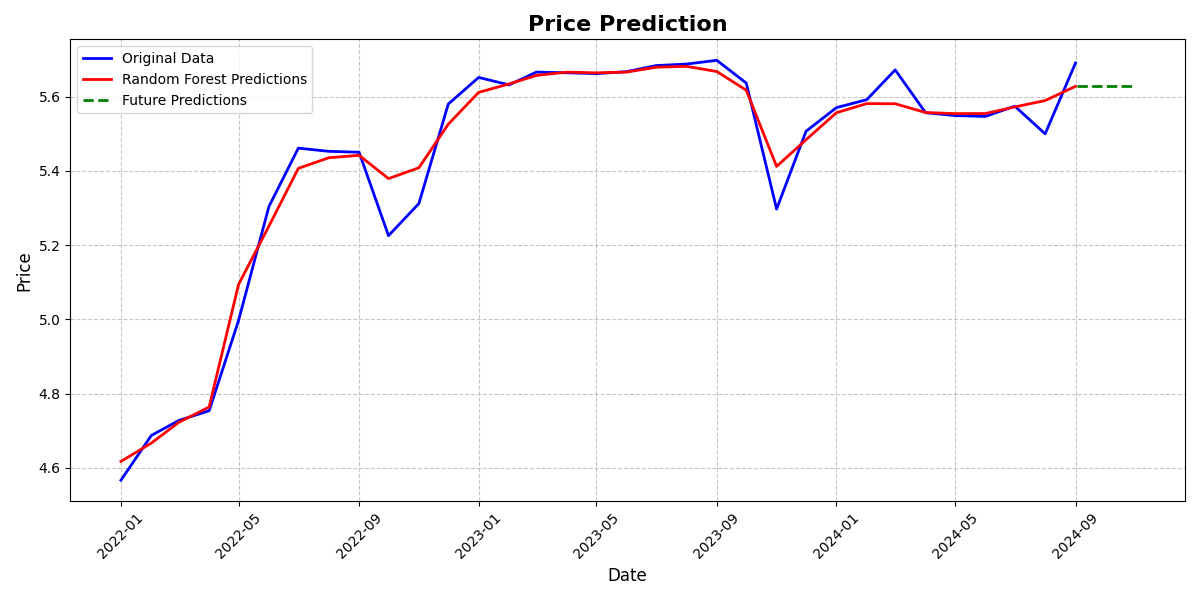 Price Prediction
Original Data
Random Forest Predictions
Future Predictions
Price
5.6
5.4
5.2
5.0
4.8
4.6
2022-01
2022-05
2022-09
2023-01
2023-05
2023-09
2024-01
2024-05
2024-09
Date